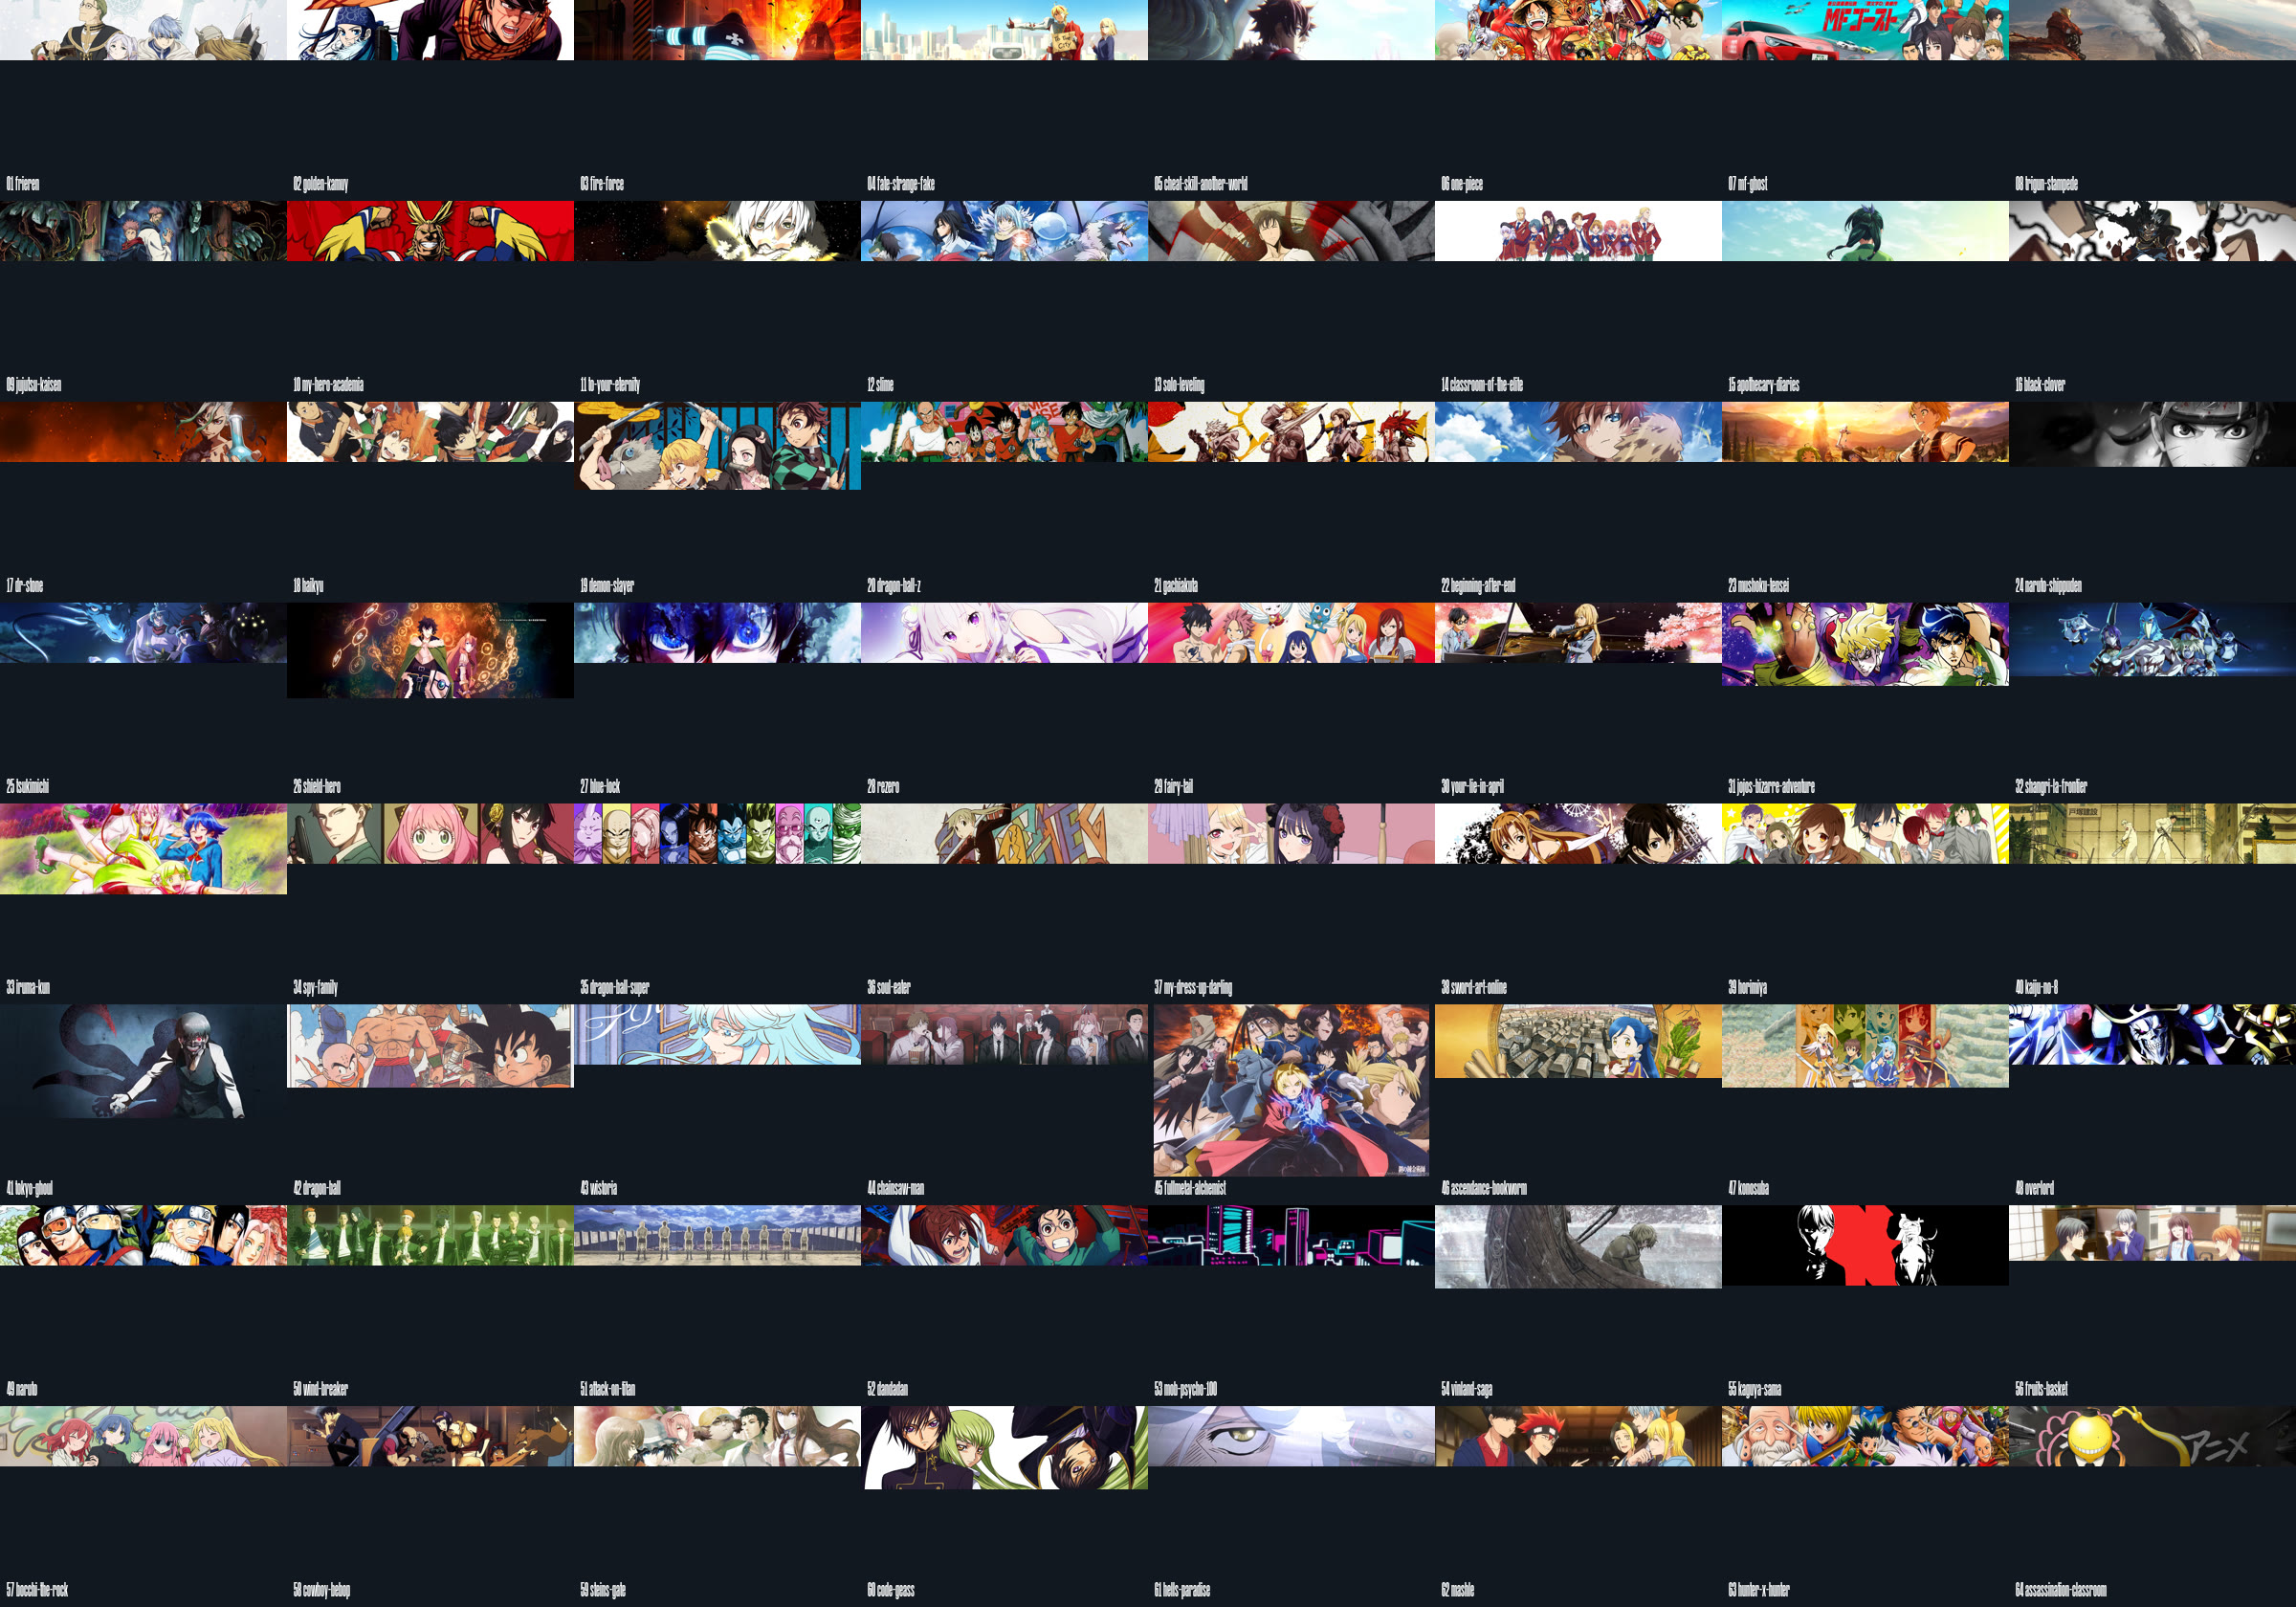 B♭ The City
MFゴースト
01 frieren
02 golden-kamuy
03 fire-force
04 fate-strange-fake
05 cheat-skill-another-world
06 one-piece
07 mf-ghost
08 trigun-stampede
09 jujutsu-kaisen
10 my-hero-academia
11 to-your-eternity
12 slime
13 solo-leveling
14 classroom-of-the-elite
15 apothecary-diaries
16 black-clover
17 dr-stone
18 haikyu
19 demon-slayer
20 dragon-ball-z
21 gachiakuta
22 beginning-after-end
23 mushoku-tensei
24 naruto-shippuden
25 tsukimichi
26 shield-hero
27 blue-lock
28 rezero
29 fairy-tail
30 your-lie-in-april
31 jojos-bizarre-adventure
32 shangri-la-frontier
戸塚建設
33 iruma-kun
34 spy-family
35 dragon-ball-super
36 soul-eater
37 my-dress-up-darling
38 sword-art-online
39 horimiya
40 kaiju-no-8
41 tokyo-ghoul
42 dragon-ball
43 wistoria
44 chainsaw-man
45 fullmetal-alchemist
46 ascendance-bookworm
47 konosuba
48 overlord
49 naruto
50 wind-breaker
51 attack-on-titan
52 dandadan
53 mob-psycho-100
54 vinland-saga
55 kaguya-sama
56 fruits-basket
アニメ
57 bocchi-the-rock
58 cowboy-bebop
59 steins-gate
60 code-geass
61 hells-paradise
62 mashle
63 hunter-x-hunter
64 assassination-classroom